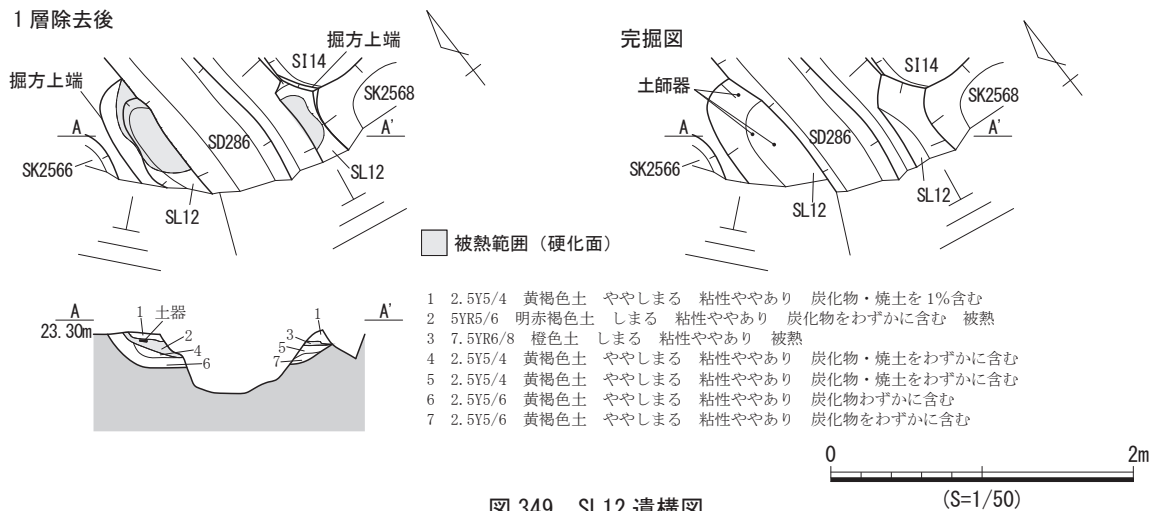 1層除去後
掘方上端
掘方上端
SI14
SK2568
A
A'
SD286
SK2566
SL12
SL12
完掘図
土師器
SI14
SK2568
A
A'
SD286
SK2566
SL12
SL12
被熱範囲（硬化面）
A
A'
23.30m
1
土器
2
4
6
1
3
5
7
1 2.5Y5/4 黄褐色土 ややしまる 粘性ややあり 炭化物・焼土を1%含む
2 5YR5/6 明赤褐色土 しまる 粘性ややあり 炭化物をわずかに含む 被熱
3 7.5YR6/8 橙色土 しまる 粘性ややあり 被熱
4 2.5Y5/4 黄褐色土 ややしまる 粘性ややあり 炭化物・焼土をわずかに含む
5 2.5Y5/4 黄褐色土 ややしまる 粘性ややあり 炭化物・焼土をわずかに含む
6 2.5Y5/6 黄褐色土 ややしまる 粘性ややあり 炭化物わずかに含む
7 2.5Y5/6 黄褐色土 ややしまる 粘性ややあり 炭化物をわずかに含む
0
2m
(S=1/50)
図349 SL12遺構図